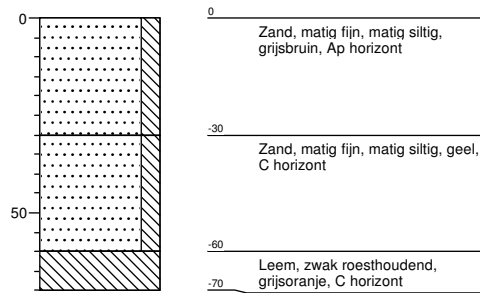 0
50
0
Zand, matig fijn, matig siltig,
grijsbruin, Ap horizont
-30
Zand, matig fijn, matig siltig, geel,
C horizont
-60
Leem, zwak roesthoudend,
grijsoranje, C horizont
-70